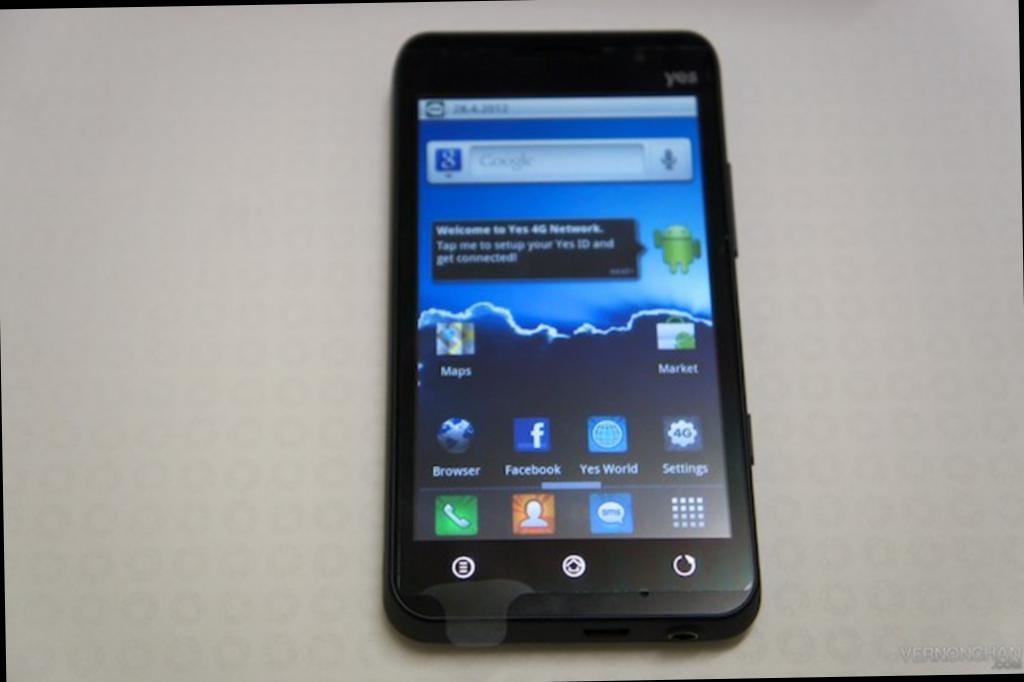 yes
28.4.2012
Google
Welcome to Yes 4G Network.
Tap me to setup your Yes ID and
get connected!
Maps
Market
4G
Browser
Facebook
Yes World
Settings
SMS
VERNONCHAN
.COM